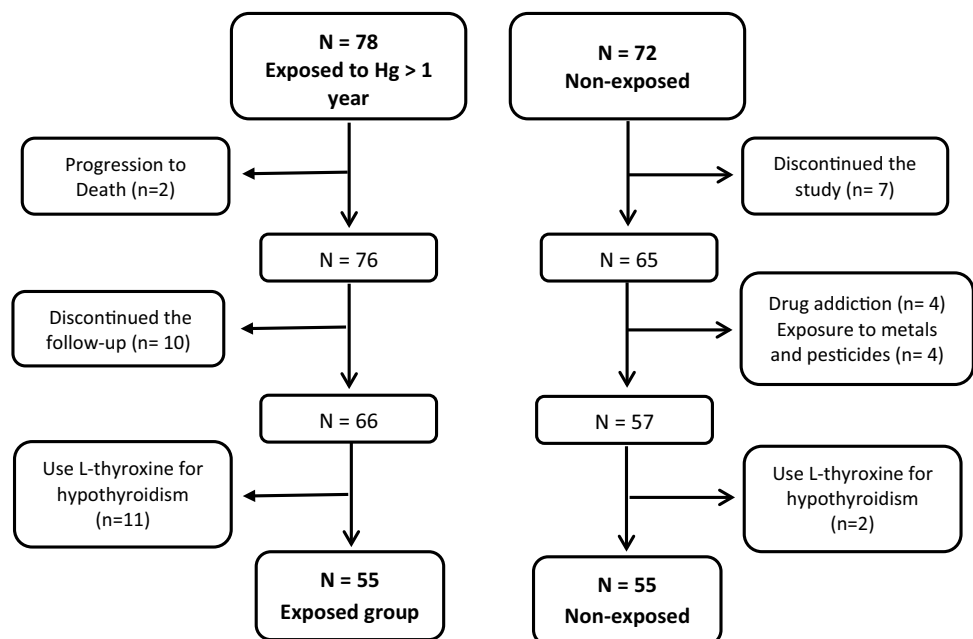 N = 78
Exposed to Hg > 1
year
N = 72
Non-exposed
Progression to
Death (n=2)
Discontinued the
study (n= 7)
N = 76
N = 65
Discontinued the
follow-up (n= 10)
Drug addiction (n= 4)
Exposure to metals
and pesticides (n= 4)
N = 66
N = 57
Use L-thyroxine for
hypothyroidism
(n=11)
Use L-thyroxine for
hypothyroidism
(n=2)
N = 55
Exposed group
N = 55
Non-exposed